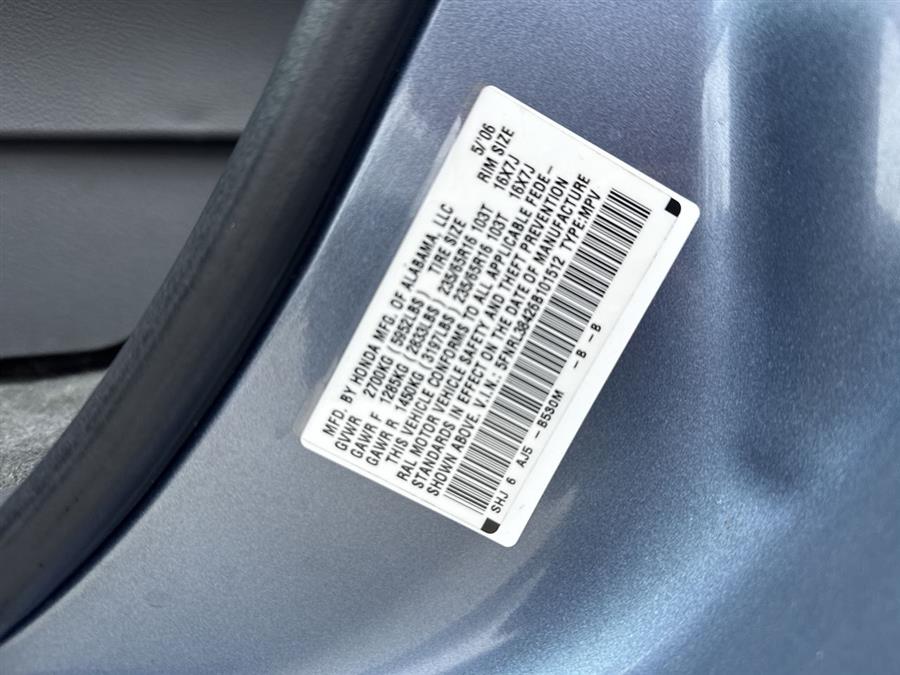 MFD. BY HONDA MFG. OF ALABAMA, LLC 5/'06
GVWR 2700KG (5952LBS) TIRE SIZE RIM SIZE
GAWR F 1285KG (2833LBS) 235/65R16 103T 16X7J
GAWR R 1450KG (3197LBS) 235/65R16 103T 16X7J
THIS VEHICLE CONFORMS TO ALL APPLICABLE FEDE-
RAL MOTOR VEHICLE SAFETY AND THEFT PREVENTION
STANDARDS IN EFFECT ON THE DATE OF MANUFACTURE
SHOWN ABOVE. V.I.N.: 5FNRL38426B101512 TYPE:MPV
SHJ 6 AJ5 - B530M - B - B